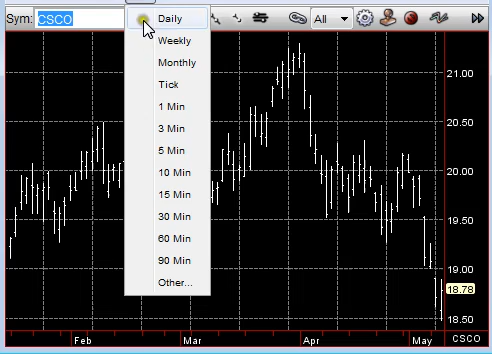 Sym: CSCO
All
Daily
Weekly
Monthly
Tick
1 Min
3 Min
5 Min
10 Min
15 Min
30 Min
60 Min
90 Min
Other...
21.00
20.50
20.00
19.50
19.00
18.78
18.50
Feb Mar Apr May CSCO